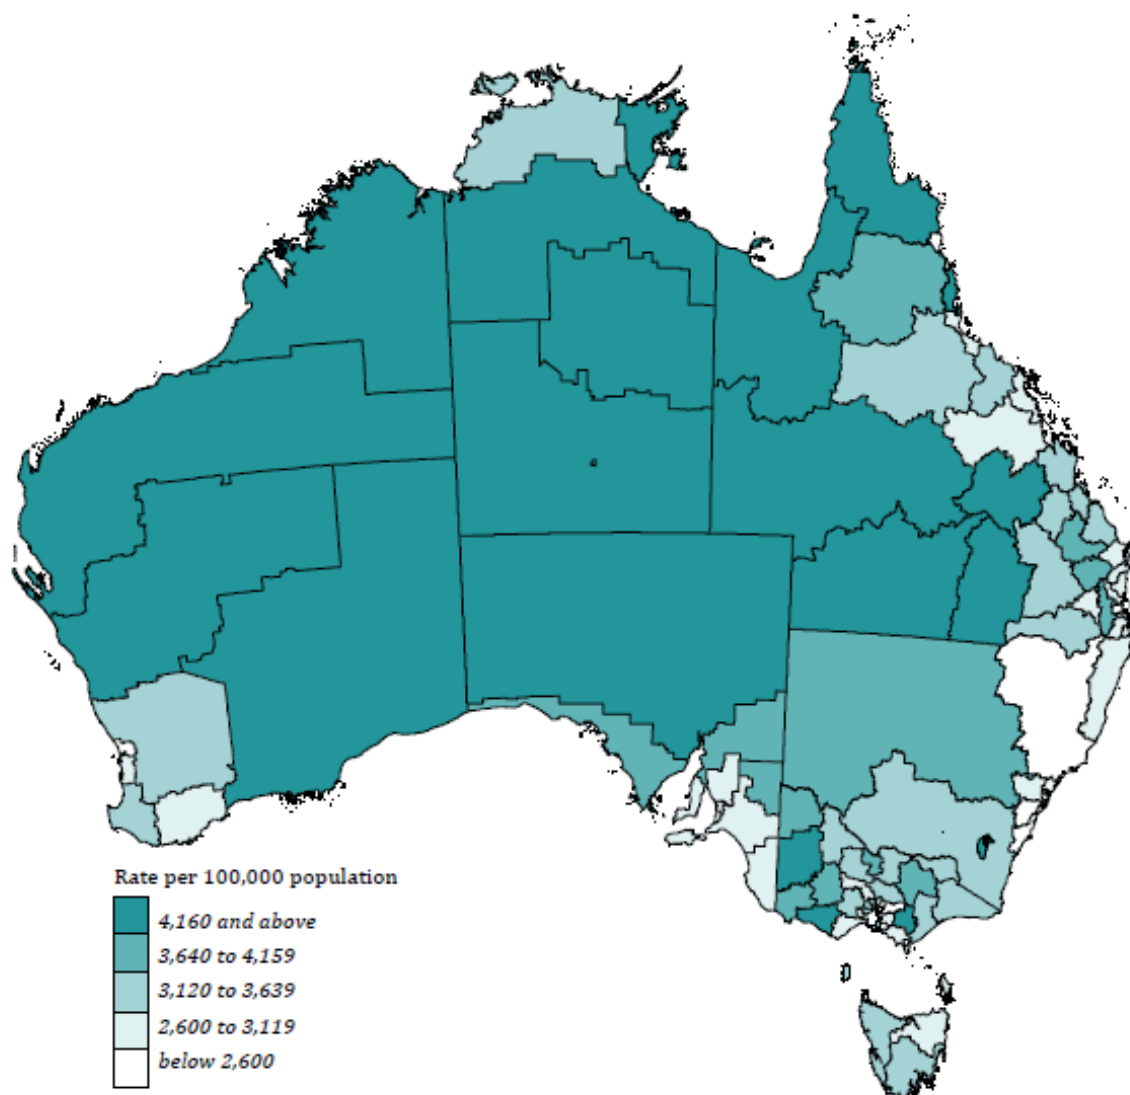 Rate per 100,000 population
4,160 and above
3,640 to 4,159
3,120 to 3,639
2,600 to 3,119
below 2,600